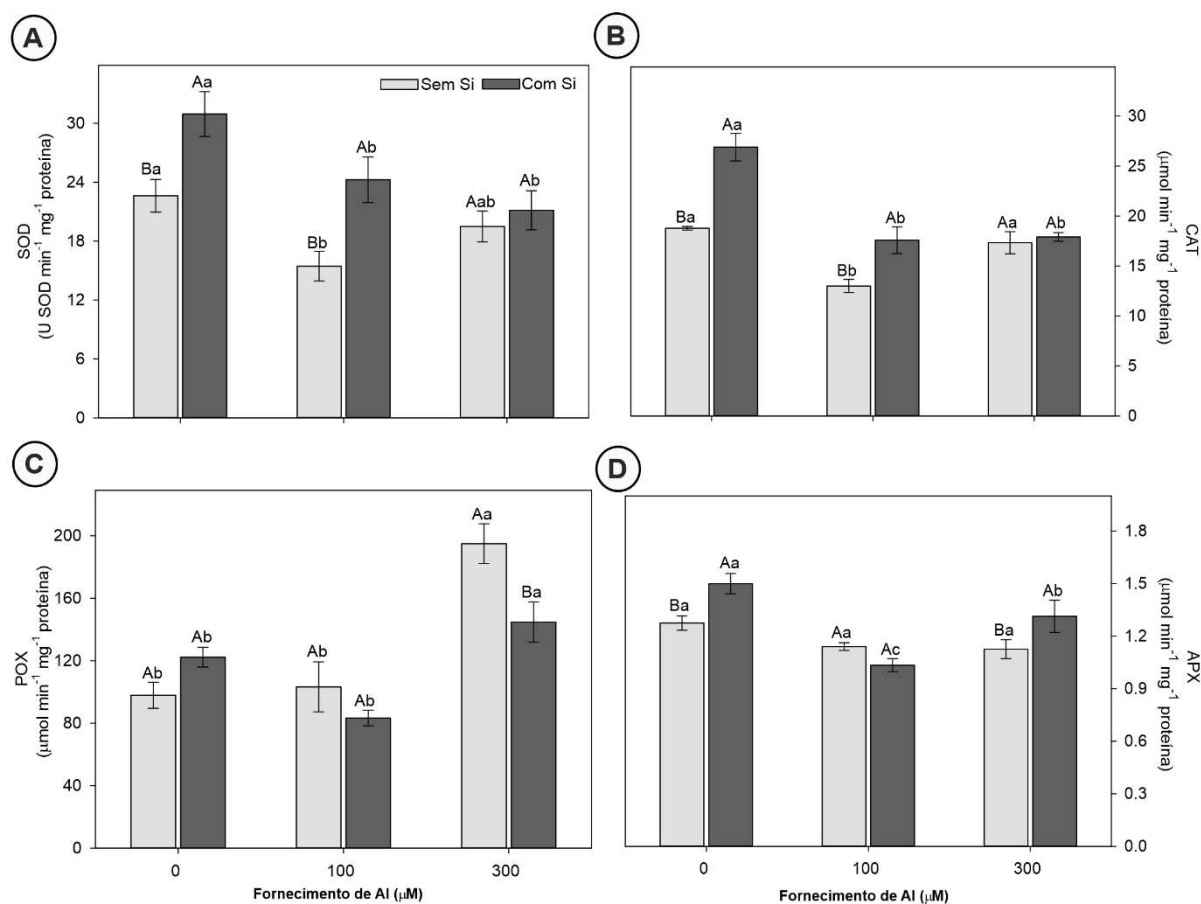 A
Sem Si
Com Si
SOD
(U SOD min⁻¹ mg⁻¹ proteína)
30
24
18
12
6
0
Ba
Aa
Bb
Ab
Aab
Ab
B
Ba
Aa
Bb
Ab
Aa
Ab
30
25
20
15
10
5
0
CAT
(μmol min⁻¹ mg⁻¹ proteína)
C
POX
(μmol min⁻¹ mg⁻¹ proteína)
200
160
120
80
40
0
Ab
Ab
Ab
Ab
Aa
Ba
0
100
300
Fornecimento de Al (μM)
D
Ba
Aa
Aa
Ac
Ba
Ab
1.8
1.5
1.2
0.9
0.6
0.3
0.0
APX
(μmol min⁻¹ mg⁻¹ proteína)
0
100
300
Fornecimento de Al (μM)